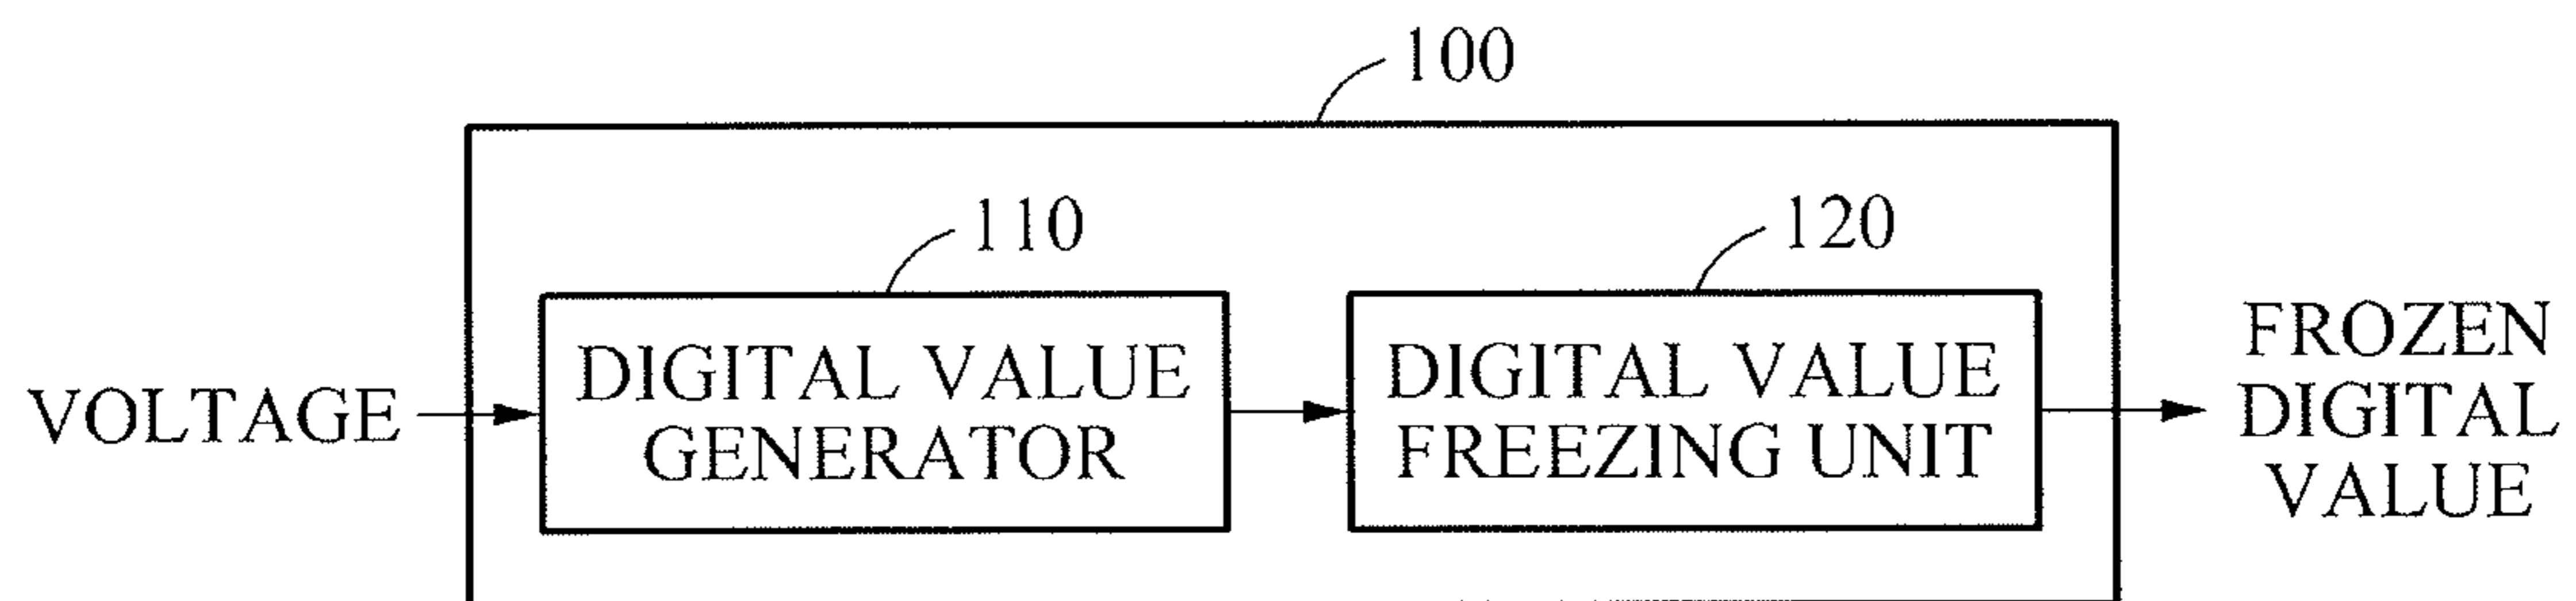 100
110
120
VOLTAGE
DIGITAL VALUE
GENERATOR
DIGITAL VALUE
FREEZING UNIT
FROZEN
DIGITAL
VALUE